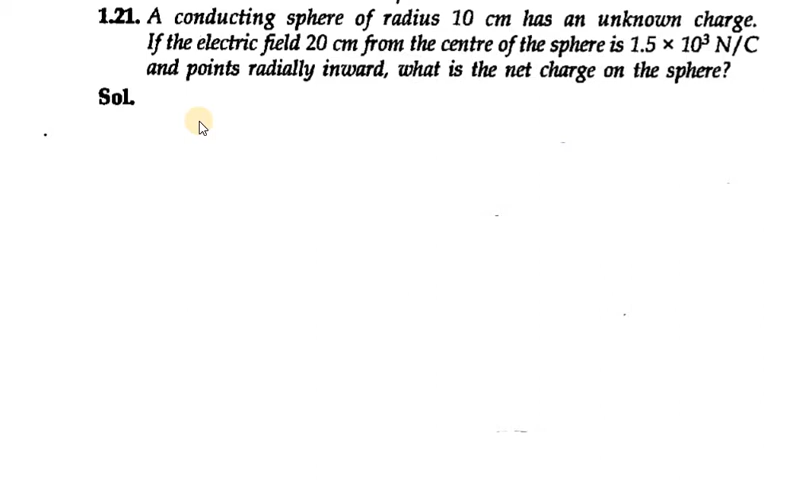 1.21. A conducting sphere of radius 10 cm has an unknown charge.
If the electric field 20 cm from the centre of the sphere is 1.5 × 10³ N/C
and points radially inward, what is the net charge on the sphere?
Sol.